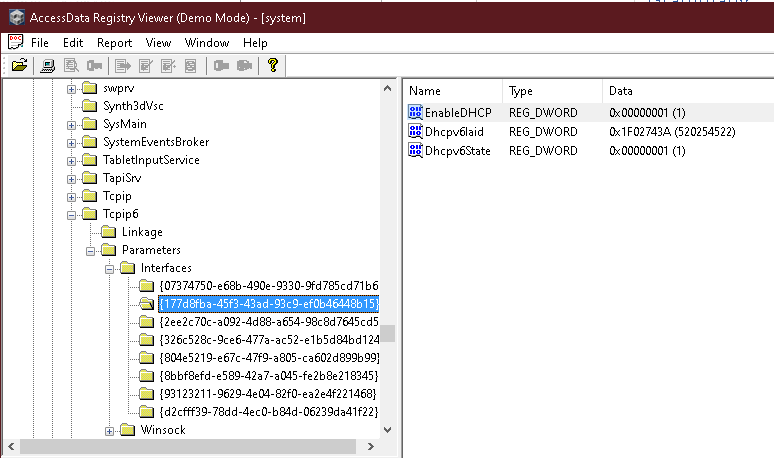 AccessData Registry Viewer (Demo Mode) - [system]
File Edit Report View Window Help
swprv
Synth3dVsc
SysMain
SystemEventsBroker
TabletInputService
TapiSrv
Tcpip
Tcpip6
Linkage
Parameters
Interfaces
{07374750-e68b-490e-9330-9fd785cd71b6
{177d8fba-45f3-43ad-93c9-ef0b46448b15}
{2ee2c70c-a092-4d88-a654-98c8d7645cd5
{326c528c-9ce6-477a-ac52-e1b5d84bd124
{804e5219-e67c-47f9-a805-ca602d899b99}
{8bbf8efd-e589-42a7-a045-fe2b8e218345}
{93123211-9629-4e04-82f0-ea2e4f221468}
{d2cfff39-78dd-4ec0-b84d-06239da41f22}
Winsock
Name Type Data
EnableDHCP REG_DWORD 0x00000001 (1)
Dhcpv6Iaid REG_DWORD 0x1F02743A (520254522)
Dhcpv6State REG_DWORD 0x00000001 (1)